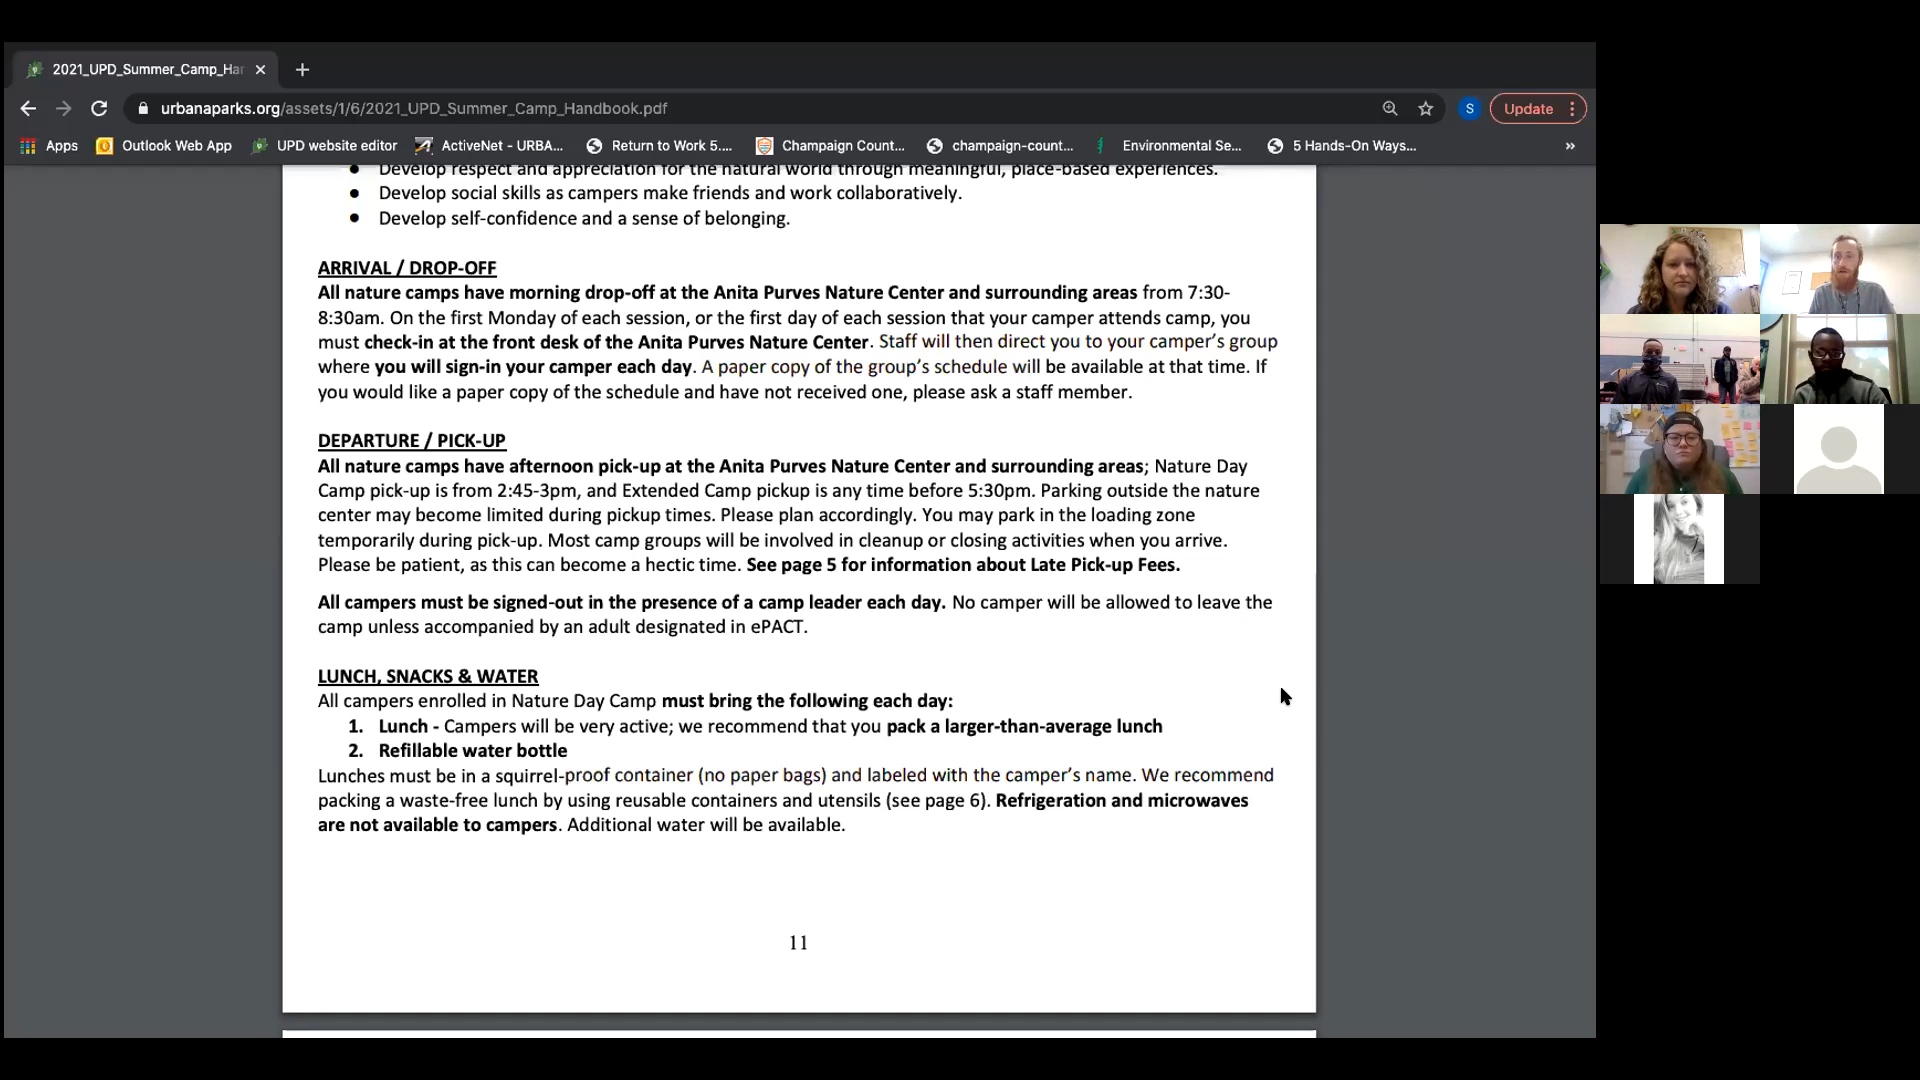 2021_UPD_Summer_Camp_Har
urbanaparks.org/assets/1/6/2021_UPD_Summer_Camp_Handbook.pdf
S
Update
Apps
Outlook Web App
UPD website editor
ActiveNet - URBA...
Return to Work 5....
Champaign Count...
champaign-count...
Environmental Se...
5 Hands-On Ways...
»
● Develop respect and appreciation for the natural world through meaningful, place-based experiences.
● Develop social skills as campers make friends and work collaboratively.
● Develop self-confidence and a sense of belonging.
ARRIVAL / DROP-OFF
All nature camps have morning drop-off at the Anita Purves Nature Center and surrounding areas from 7:30-
8:30am. On the first Monday of each session, or the first day of each session that your camper attends camp, you
must check-in at the front desk of the Anita Purves Nature Center. Staff will then direct you to your camper’s group
where you will sign-in your camper each day. A paper copy of the group’s schedule will be available at that time. If
you would like a paper copy of the schedule and have not received one, please ask a staff member.
DEPARTURE / PICK-UP
All nature camps have afternoon pick-up at the Anita Purves Nature Center and surrounding areas; Nature Day
Camp pick-up is from 2:45-3pm, and Extended Camp pickup is any time before 5:30pm. Parking outside the nature
center may become limited during pickup times. Please plan accordingly. You may park in the loading zone
temporarily during pick-up. Most camp groups will be involved in cleanup or closing activities when you arrive.
Please be patient, as this can become a hectic time. See page 5 for information about Late Pick-up Fees.
All campers must be signed-out in the presence of a camp leader each day. No camper will be allowed to leave the
camp unless accompanied by an adult designated in ePACT.
LUNCH, SNACKS & WATER
All campers enrolled in Nature Day Camp must bring the following each day:
1. Lunch - Campers will be very active; we recommend that you pack a larger-than-average lunch
2. Refillable water bottle
Lunches must be in a squirrel-proof container (no paper bags) and labeled with the camper’s name. We recommend
packing a waste-free lunch by using reusable containers and utensils (see page 6). Refrigeration and microwaves
are not available to campers. Additional water will be available.
11